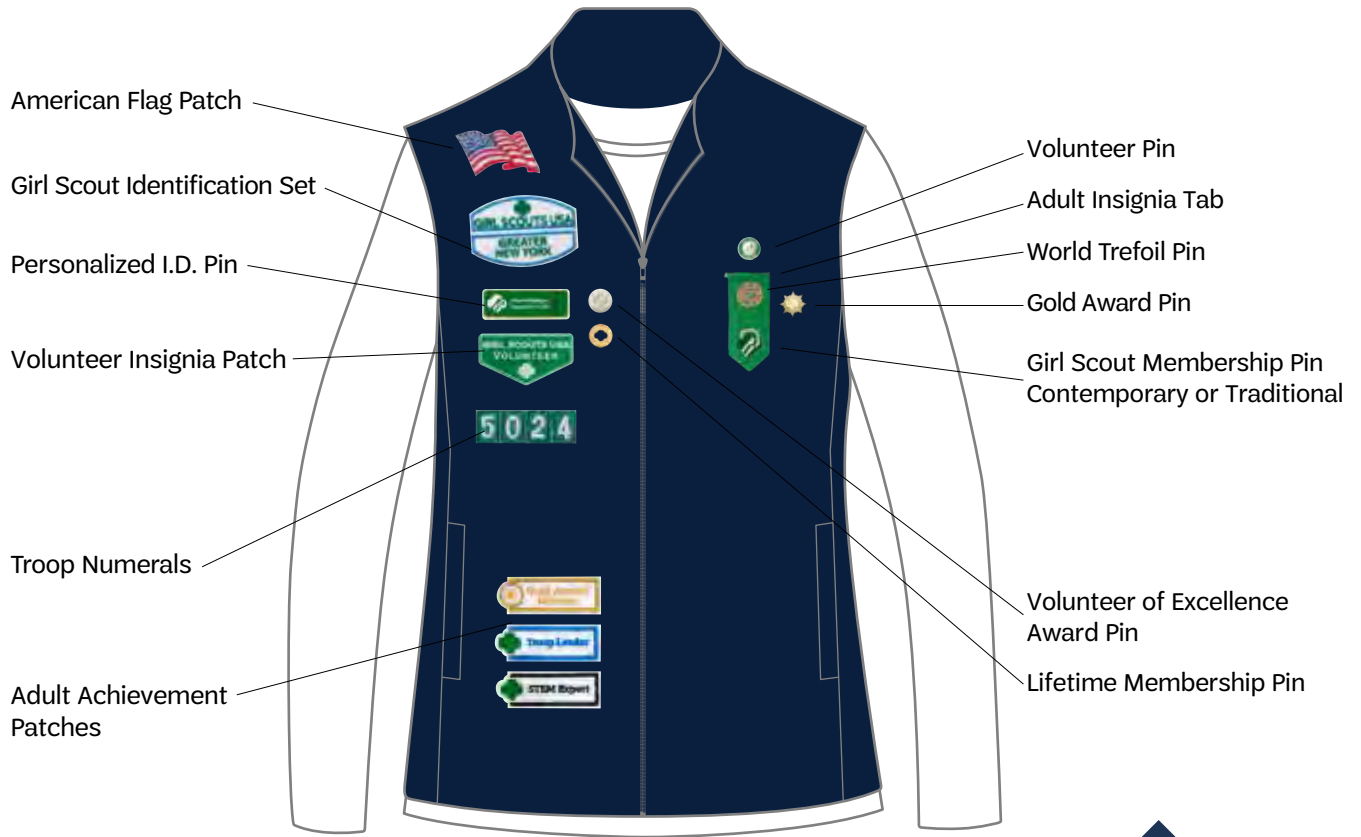 American Flag Patch
Girl Scout Identification Set
Personalized I.D. Pin
Volunteer Insignia Patch
Troop Numerals
Adult Achievement
Patches
GIRL SCOUTS USA
GREATER
NEW YORK
GIRL SCOUTS USA
VOLUNTEER
5024
Troop Leader
STEM Expert
Volunteer Pin
Adult Insignia Tab
World Trefoil Pin
Gold Award Pin
Girl Scout Membership Pin
Contemporary or Traditional
Volunteer of Excellence
Award Pin
Lifetime Membership Pin